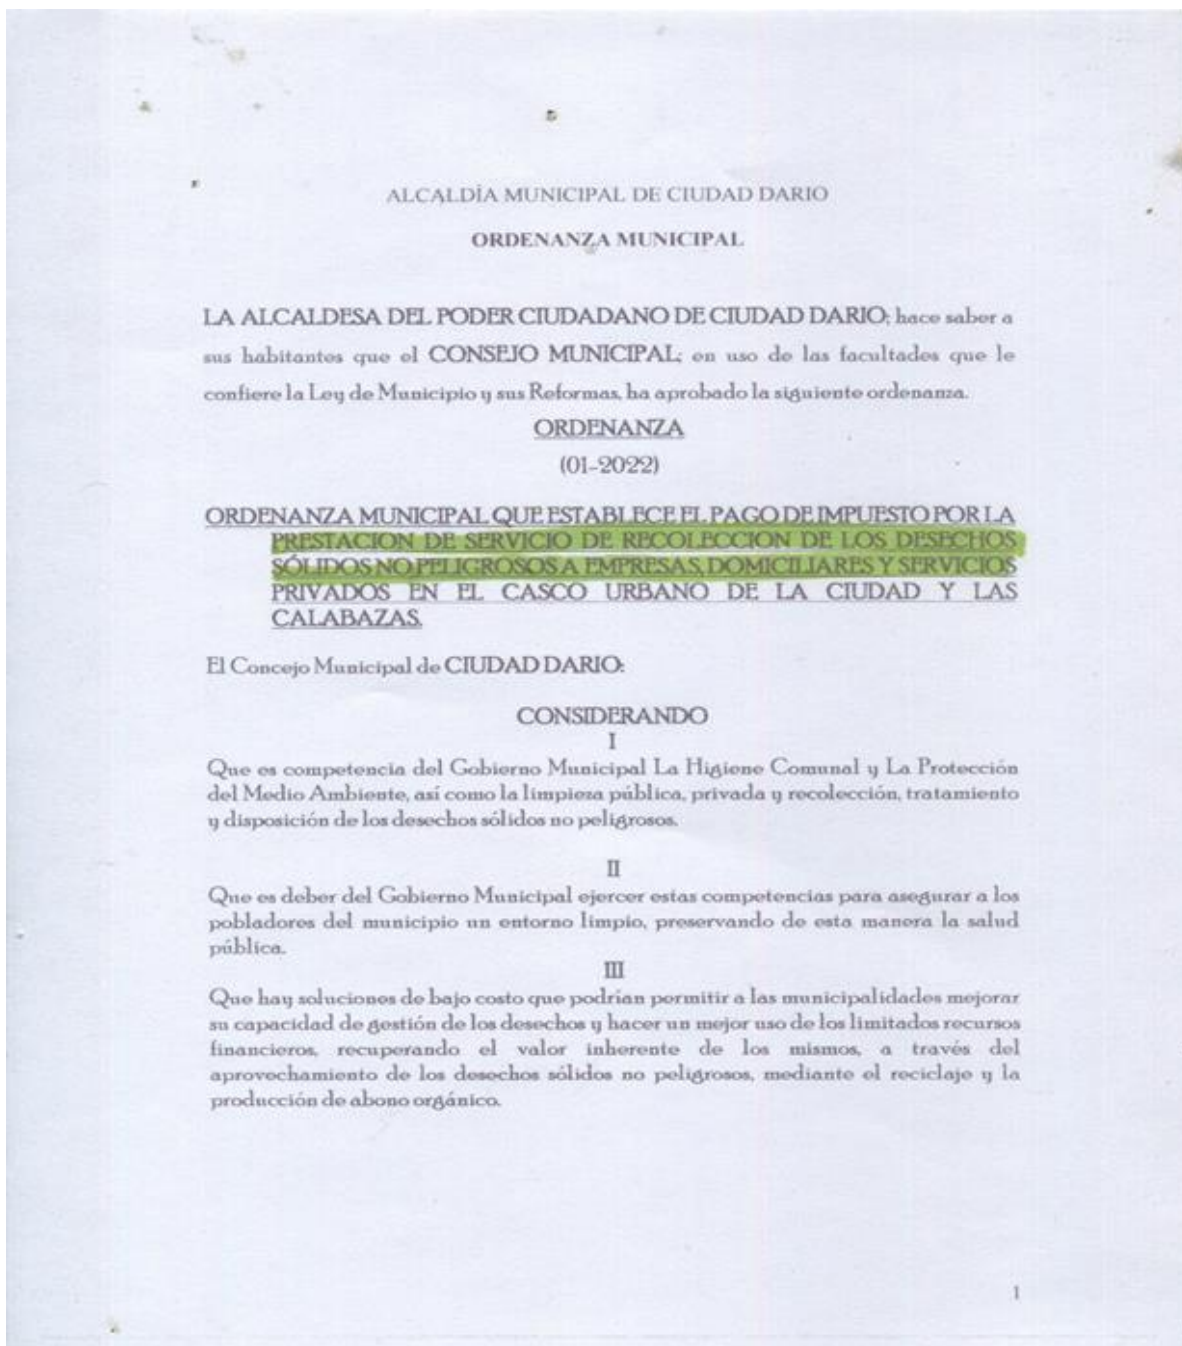 ALCALDÌA MUNICIPAL DE CIUDAD DARIO
ORDENANZA MUNICIPAL
LA ALCALDESA DEL PODER CIUDADANO DE CIUDAD DARIO; hace saber a
sus habitantes que el CONSEJO MUNICIPAL; en uso de las facultades que le
confiere la Ley de Municipio y sus Reformas, ha aprobado la siguiente ordenanza.
ORDENANZA
(01-2022)
ORDENANZA MUNICIPAL QUE ESTABLECE EL PAGO DE IMPUESTO POR LA
PRESTACION DE SERVICIO DE RECOLECCION DE LOS DESECHOS
SÓLIDOS NO PELIGROSOS A EMPRESAS, DOMICILIARES Y SERVICIOS
PRIVADOS EN EL CASCO URBANO DE LA CIUDAD Y LAS
CALABAZAS.
El Concejo Municipal de CIUDAD DARIO:
CONSIDERANDO
I
Que es competencia del Gobierno Municipal La Higiene Comunal y La Protección
del Medio Ambiente, así como la limpieza pública, privada y recolección, tratamiento
y disposición de los desechos sólidos no peligrosos.
II
Que es deber del Gobierno Municipal ejercer estas competencias para asegurar a los
pobladores del municipio un entorno limpio, preservando de esta manera la salud
pública.
III
Que hay soluciones de bajo costo que podrían permitir a las municipalidades mejorar
su capacidad de gestión de los desechos y hacer un mejor uso de los limitados recursos
financieros, recuperando el valor inherente de los mismos, a través del
aprovechamiento de los desechos sólidos no peligrosos, mediante el reciclaje y la
producción de abono orgánico.
1